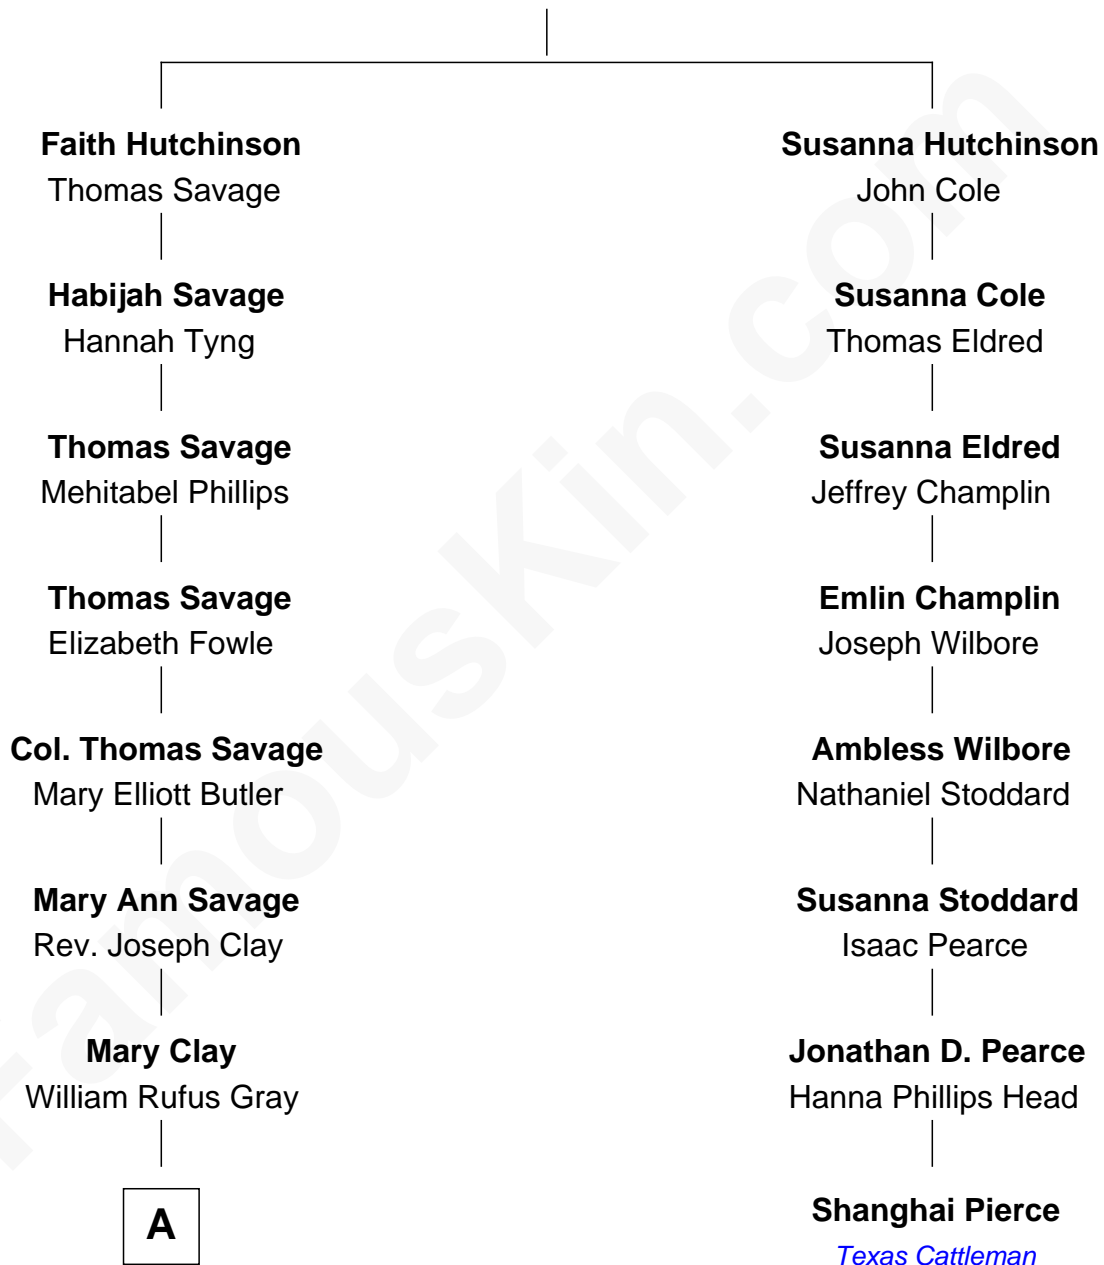 Faith Hutchinson
Thomas Savage
Susanna Hutchinson
John Cole
Habijah Savage
Hannah Tyng
Susanna Cole
Thomas Eldred
Thomas Savage
Mehitabel Phillips
Susanna Eldred
Jeffrey Champlin
Thomas Savage
Elizabeth Fowle
Emlin Champlin
Joseph Wilbore
Col. Thomas Savage
Mary Elliott Butler
Ambless Wilbore
Nathaniel Stoddard
Mary Ann Savage
Rev. Joseph Clay
Susanna Stoddard
Isaac Pearce
Mary Clay
William Rufus Gray
Jonathan D. Pearce
Hanna Phillips Head
A
Shanghai Pierce
Texas Cattleman
FamousKin.com